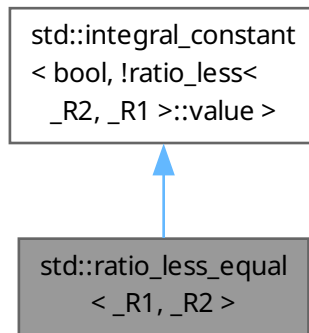 std::integral_constant
< bool, !ratio_less<
_R2, _R1 >::value >
std::ratio_less_equal
< _R1, _R2 >